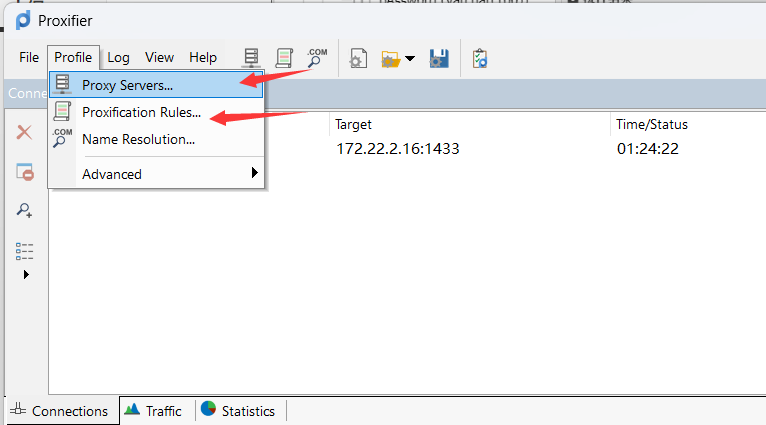 Proxifier
File Profile Log View Help
.COM
Proxy Servers...
Proxification Rules...
.COM
Name Resolution...
Advanced
Conne
Target Time/Status
172.22.2.16:1433 01:24:22
Connections Traffic Statistics